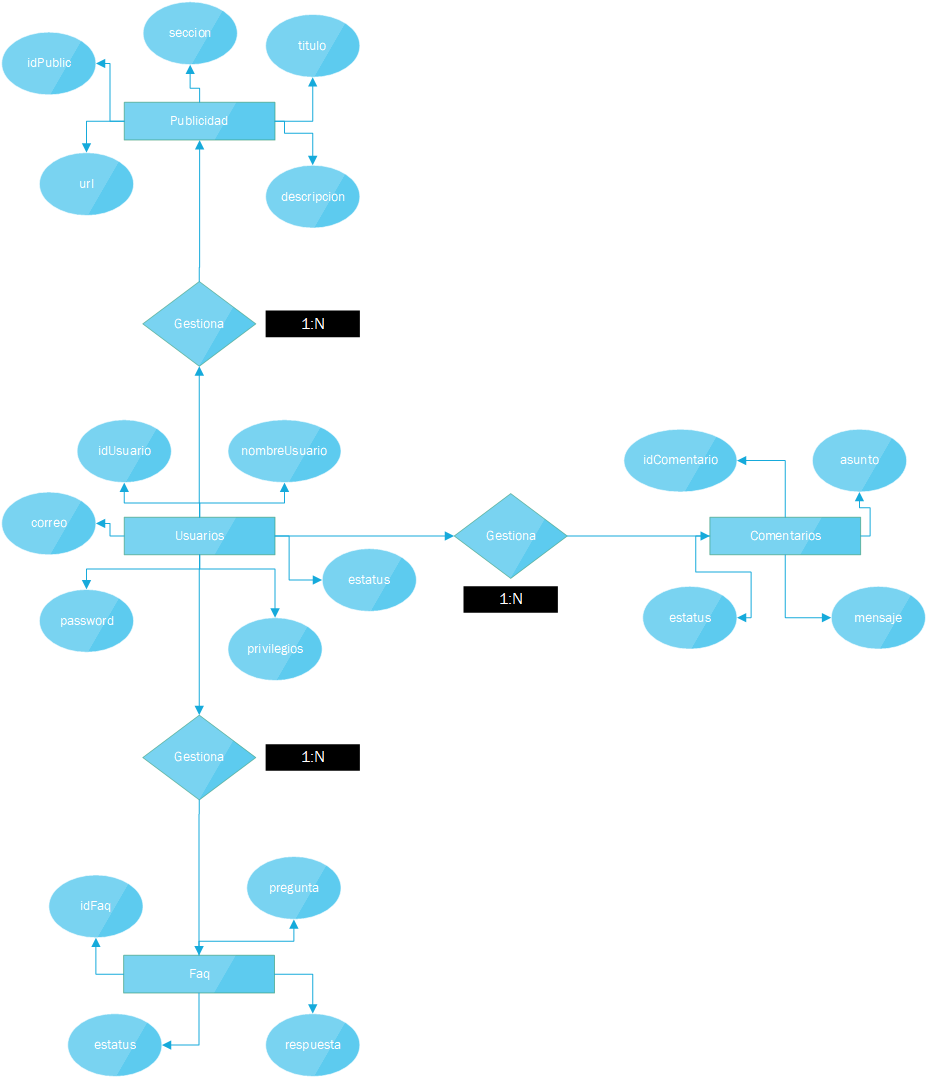 seccion
titulo
idPublic
Publicidad
url
descripcion
Gestiona
1:N
idUsuario
nombreUsuario
idComentario
asunto
correo
Usuarios
Gestiona
Comentarios
estatus
1:N
password
privilegios
estatus
mensaje
Gestiona
1:N
pregunta
idFaq
Faq
estatus
respuesta